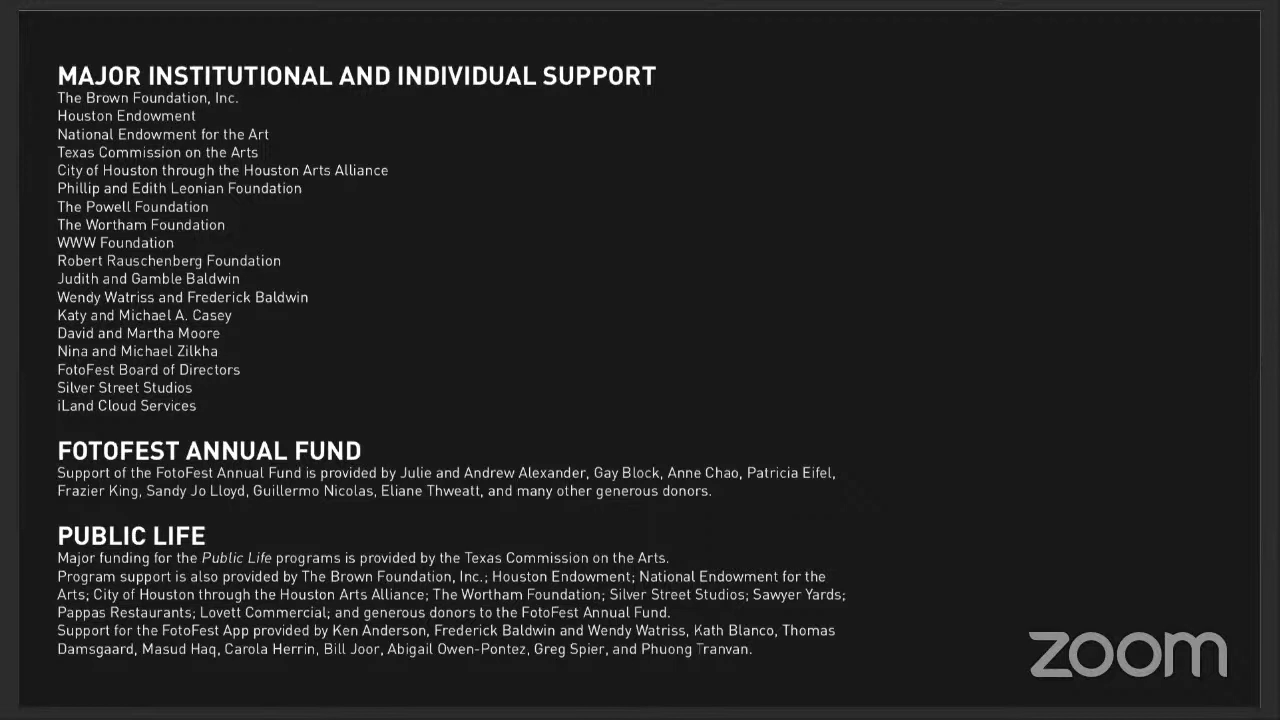 MAJOR INSTITUTIONAL AND INDIVIDUAL SUPPORT
The Brown Foundation, Inc.
Houston Endowment
National Endowment for the Art
Texas Commission on the Arts
City of Houston through the Houston Arts Alliance
Phillip and Edith Leonian Foundation
The Powell Foundation
The Wortham Foundation
WWW Foundation
Robert Rauschenberg Foundation
Judith and Gamble Baldwin
Wendy Watriss and Frederick Baldwin
Katy and Michael A. Casey
David and Martha Moore
Nina and Michael Zilkha
FotoFest Board of Directors
Silver Street Studios
iLand Cloud Services
FOTOFEST ANNUAL FUND
Support of the FotoFest Annual Fund is provided by Julie and Andrew Alexander, Gay Block, Anne Chao, Patricia Eifel,
Frazier King, Sandy Jo Lloyd, Guillermo Nicolas, Eliane Thweatt, and many other generous donors.
PUBLIC LIFE
Major funding for the Public Life programs is provided by the Texas Commission on the Arts.
Program support is also provided by The Brown Foundation, Inc.; Houston Endowment; National Endowment for the
Arts; City of Houston through the Houston Arts Alliance; The Wortham Foundation; Silver Street Studios; Sawyer Yards;
Pappas Restaurants; Lovett Commercial; and generous donors to the FotoFest Annual Fund.
Support for the FotoFest App provided by Ken Anderson, Frederick Baldwin and Wendy Watriss, Kath Blanco, Thomas
Damsgaard, Masud Haq, Carola Herrin, Bill Joor, Abigail Owen-Pontez, Greg Spier, and Phuong Tranvan.
zoom